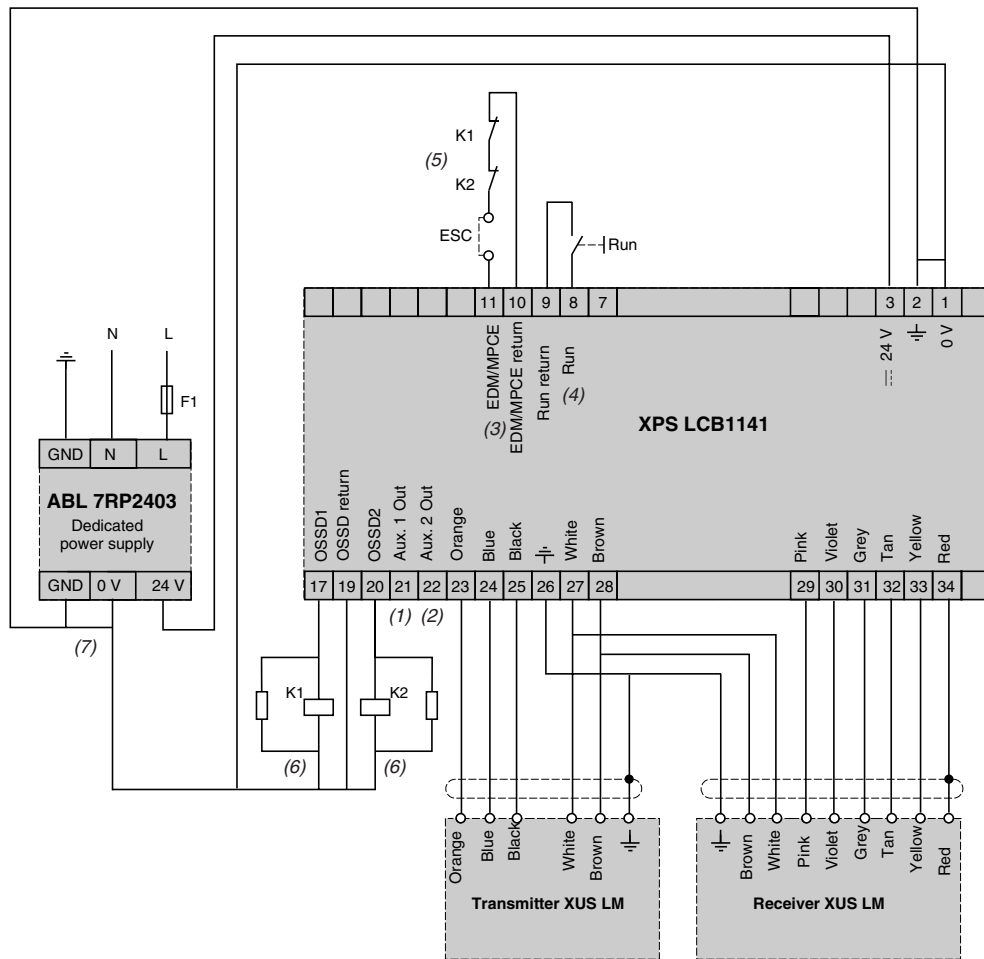 K1
(5)
K2
ESC
Run
11 10 9 8 7 3 2 1
EDM/MPCE
EDM/MPCE return
Run return
Run
24 V
0 V
(3)
(4)
N L
F1
GND N L
ABL 7RP2403
Dedicated
power supply
GND 0 V 24 V
(7)
XPS LCB1141
OSSD1
OSSD return
OSSD2
Aux. 1 Out
Aux. 2 Out
Orange
Blue
Black
White
Brown
Pink
Violet
Grey
Tan
Yellow
Red
17 19 20 21 22 23 24 25 26 27 28 29 30 31 32 33 34
(1) (2)
K1 K2
(6) (6)
Orange
Blue
Black
White
Brown
Transmitter XUS LM
Brown
White
Pink
Violet
Grey
Tan
Yellow
Red
Receiver XUS LM